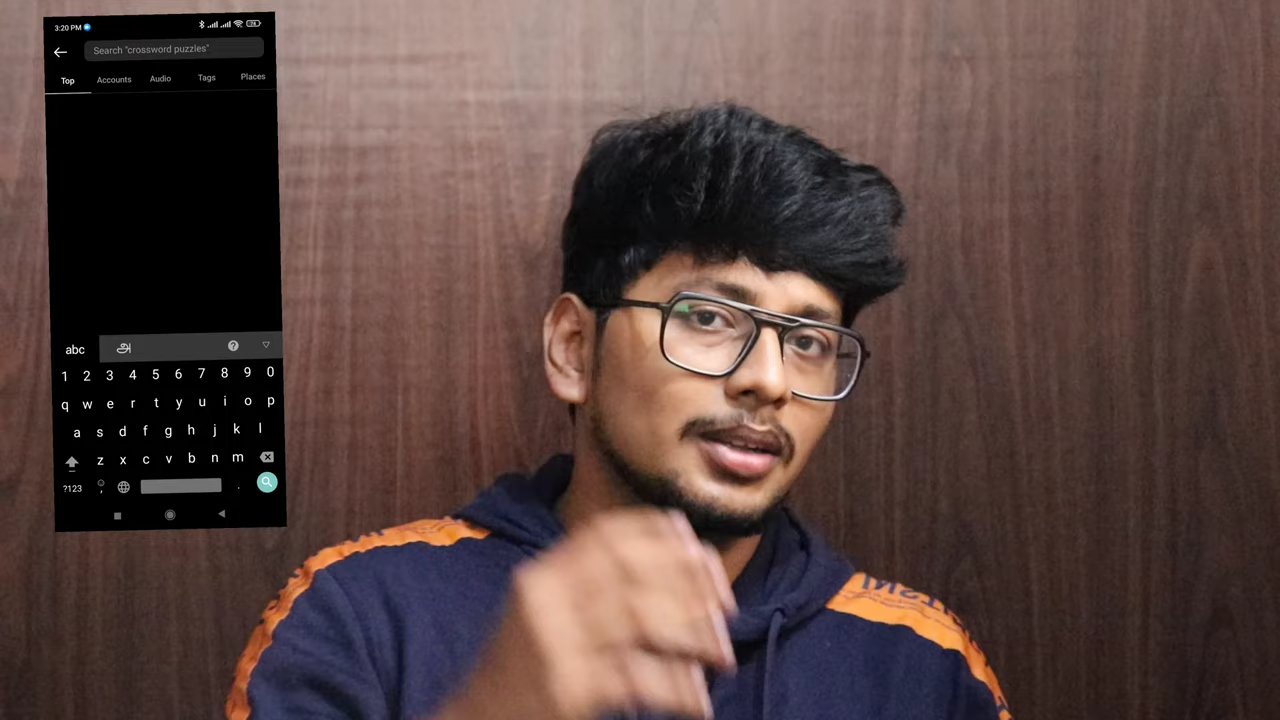 3:20 PM
74
Search "crossword puzzles"
Top Accounts Audio Tags Places
abc அ ?
1 2 3 4 5 6 7 8 9 0
q w e r t y u i o p
a s d f g h j k l
z x c v b n m
?123 , .